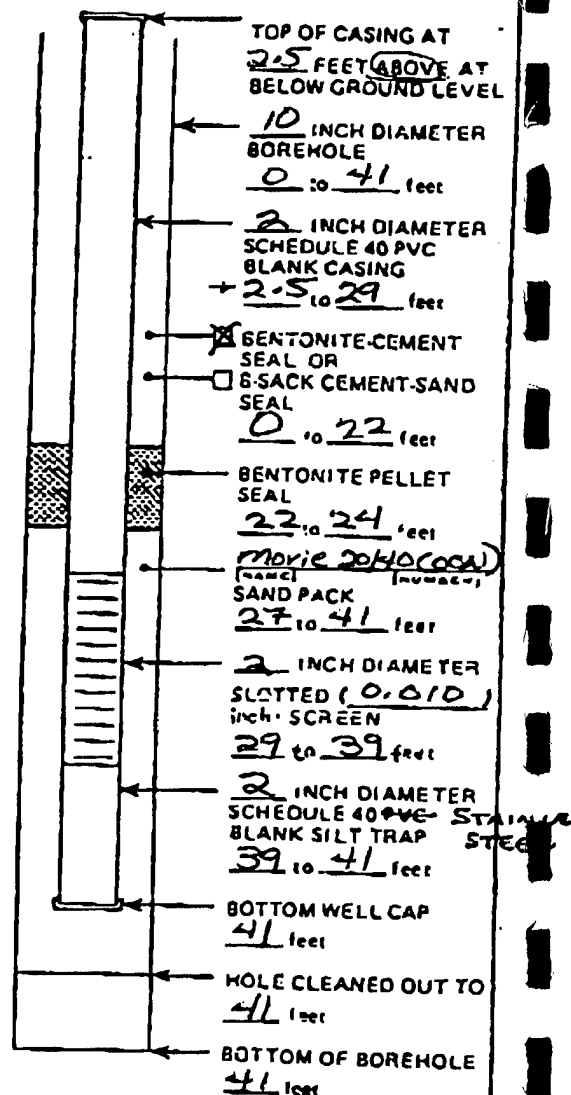 TOP OF CASING AT
2.5 FEET ABOVE AT
BELOW GROUND LEVEL
10 INCH DIAMETER
BOREHOLE
0 to 41 feet
2 INCH DIAMETER
SCHEDULE 40 PVC
BLANK CASING
+2.5 to 29 feet
BENTONITE-CEMENT
SEAL OR
8-SACK CEMENT-SAND
SEAL
0 to 22 feet
BENTONITE PELLET
SEAL
22 to 24 feet
Morie 20/40
(NAME) (NUMBER)
SAND PACK
27 to 41 feet
2 INCH DIAMETER
SLOTTED (0.010)
inch· SCREEN
29 to 39 feet
2 INCH DIAMETER
SCHEDULE 40 PVC STAINLESS
BLANK SILT TRAP STEEL
39 to 41 feet
BOTTOM WELL CAP
41 feet
HOLE CLEANED OUT TO
41 feet
BOTTOM OF BOREHOLE
41 feet